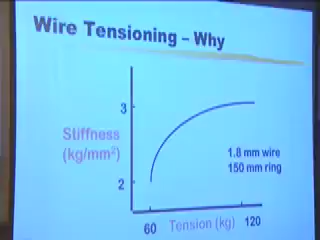 Wire Tensioning – Why
3
Stiffness
(kg/mm²)
1.8 mm wire
150 mm ring
2
60 Tension (kg) 120